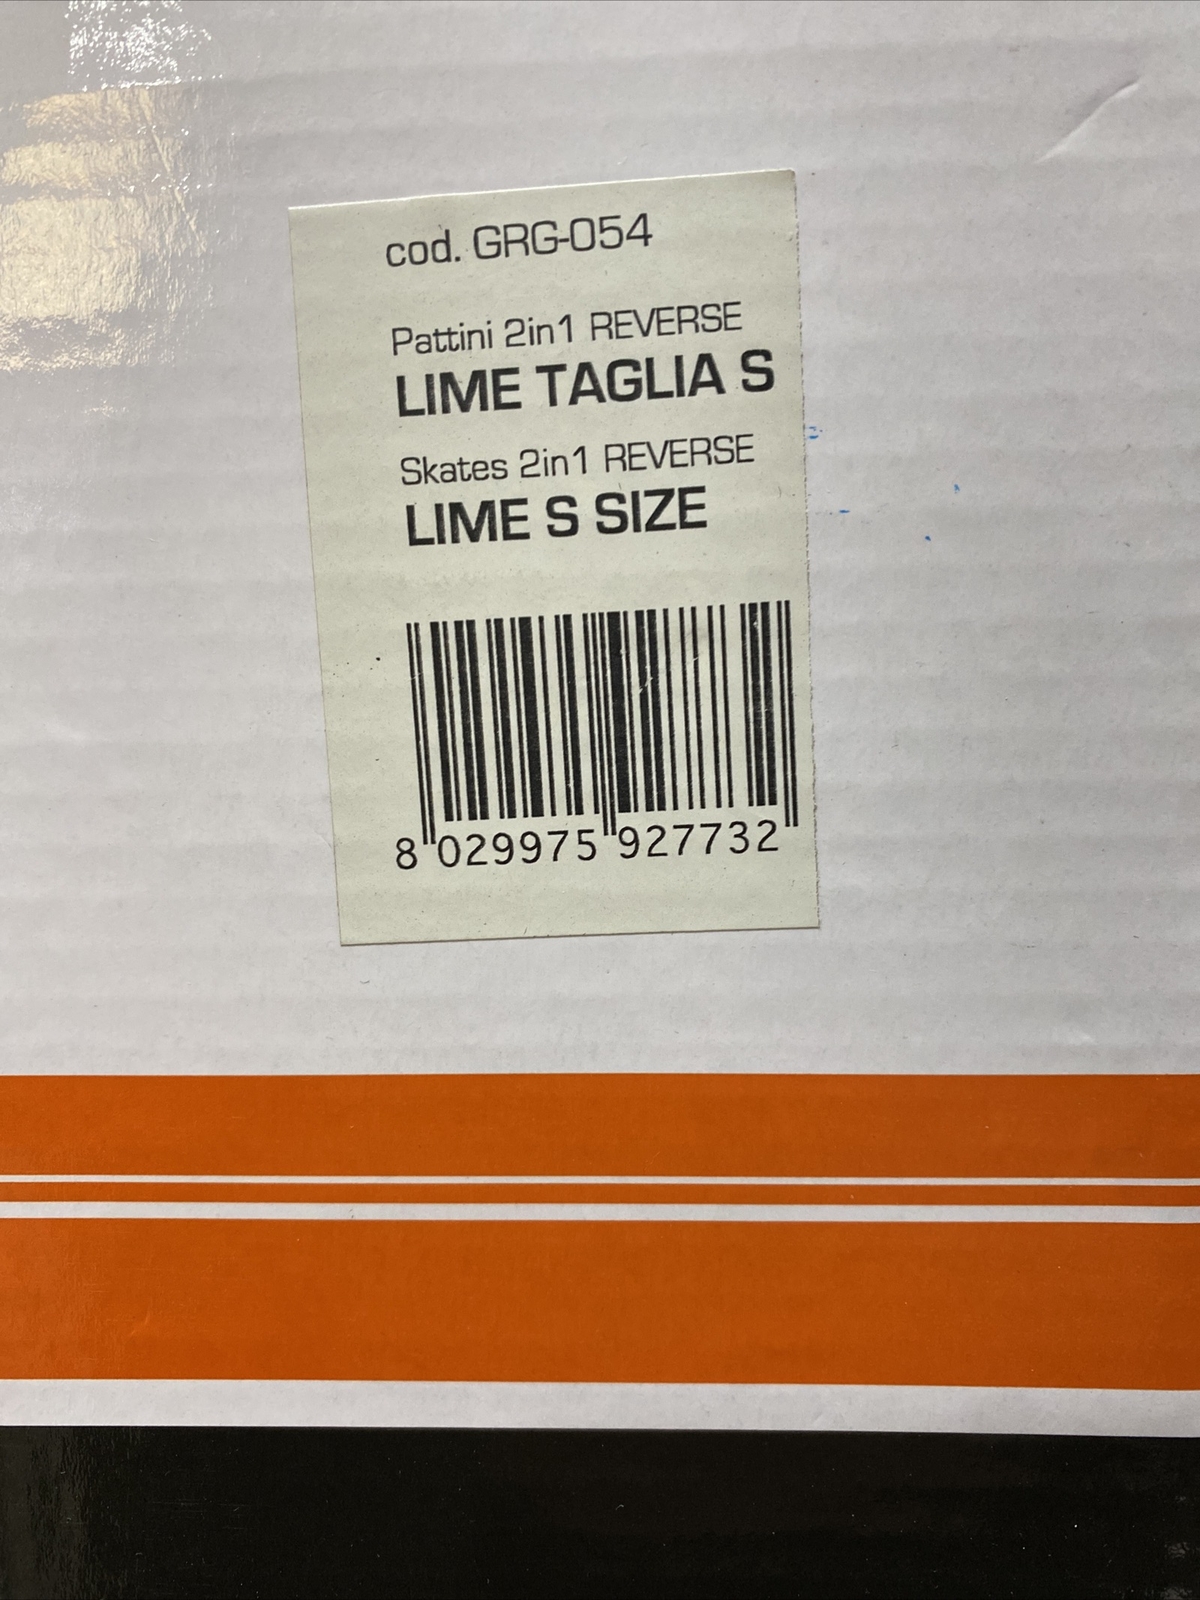 cod. GRG-054
Pattini 2in1 REVERSE
LIME TAGLIA S
Skates 2in1 REVERSE
LIME S SIZE
8 029975 927732